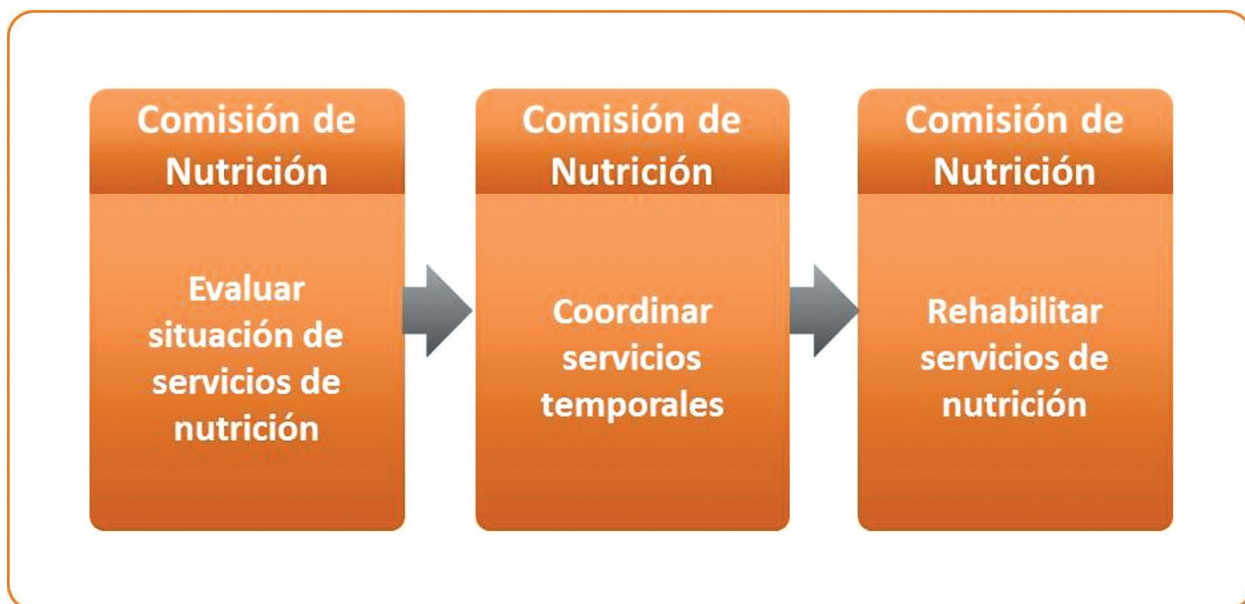 Comisión de
Nutrición
Evaluar
situación de
servicios de
nutrición
Comisión de
Nutrición
Coordinar
servicios
temporales
Comisión de
Nutrición
Rehabilitar
servicios de
nutrición